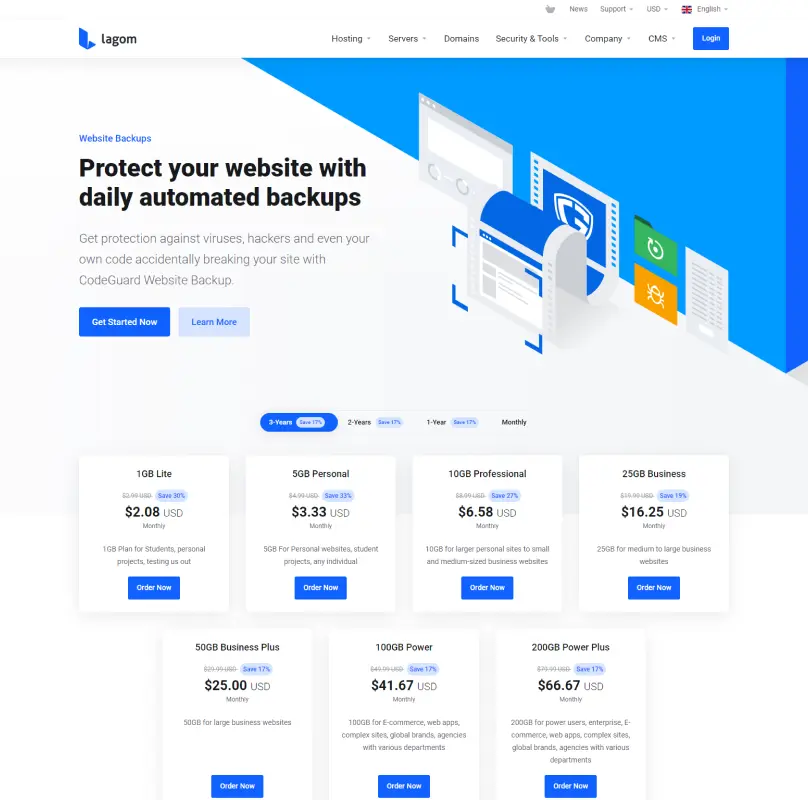 News Support USD English
lagom
Hosting Servers Domains Security & Tools Company CMS Login
Website Backups
Protect your website with
daily automated backups
Get protection against viruses, hackers and even your
own code accidentally breaking your site with
CodeGuard Website Backup.
Get Started Now Learn More
3-Years Save 17% 2-Years Save 17% 1-Year Save 17% Monthly
1GB Lite
$2.99 USD Save 30%
$2.08 USD
Monthly
1GB Plan for Students, personal
projects, testing us out
Order Now
5GB Personal
$4.99 USD Save 33%
$3.33 USD
Monthly
5GB For Personal websites, student
projects, any individual
Order Now
10GB Professional
$8.99 USD Save 27%
$6.58 USD
Monthly
10GB for larger personal sites to small
and medium-sized business websites
Order Now
25GB Business
$19.99 USD Save 19%
$16.25 USD
Monthly
25GB for medium to large business
websites
Order Now
50GB Business Plus
$29.99 USD Save 17%
$25.00 USD
Monthly
50GB for large business websites
Order Now
100GB Power
$49.99 USD Save 17%
$41.67 USD
Monthly
100GB for E-commerce, web apps,
complex sites, global brands, agencies
with various departments
Order Now
200GB Power Plus
$79.99 USD Save 17%
$66.67 USD
Monthly
200GB for power users, enterprise, E-
commerce, web apps, complex sites,
global brands, agencies with various
departments
Order Now